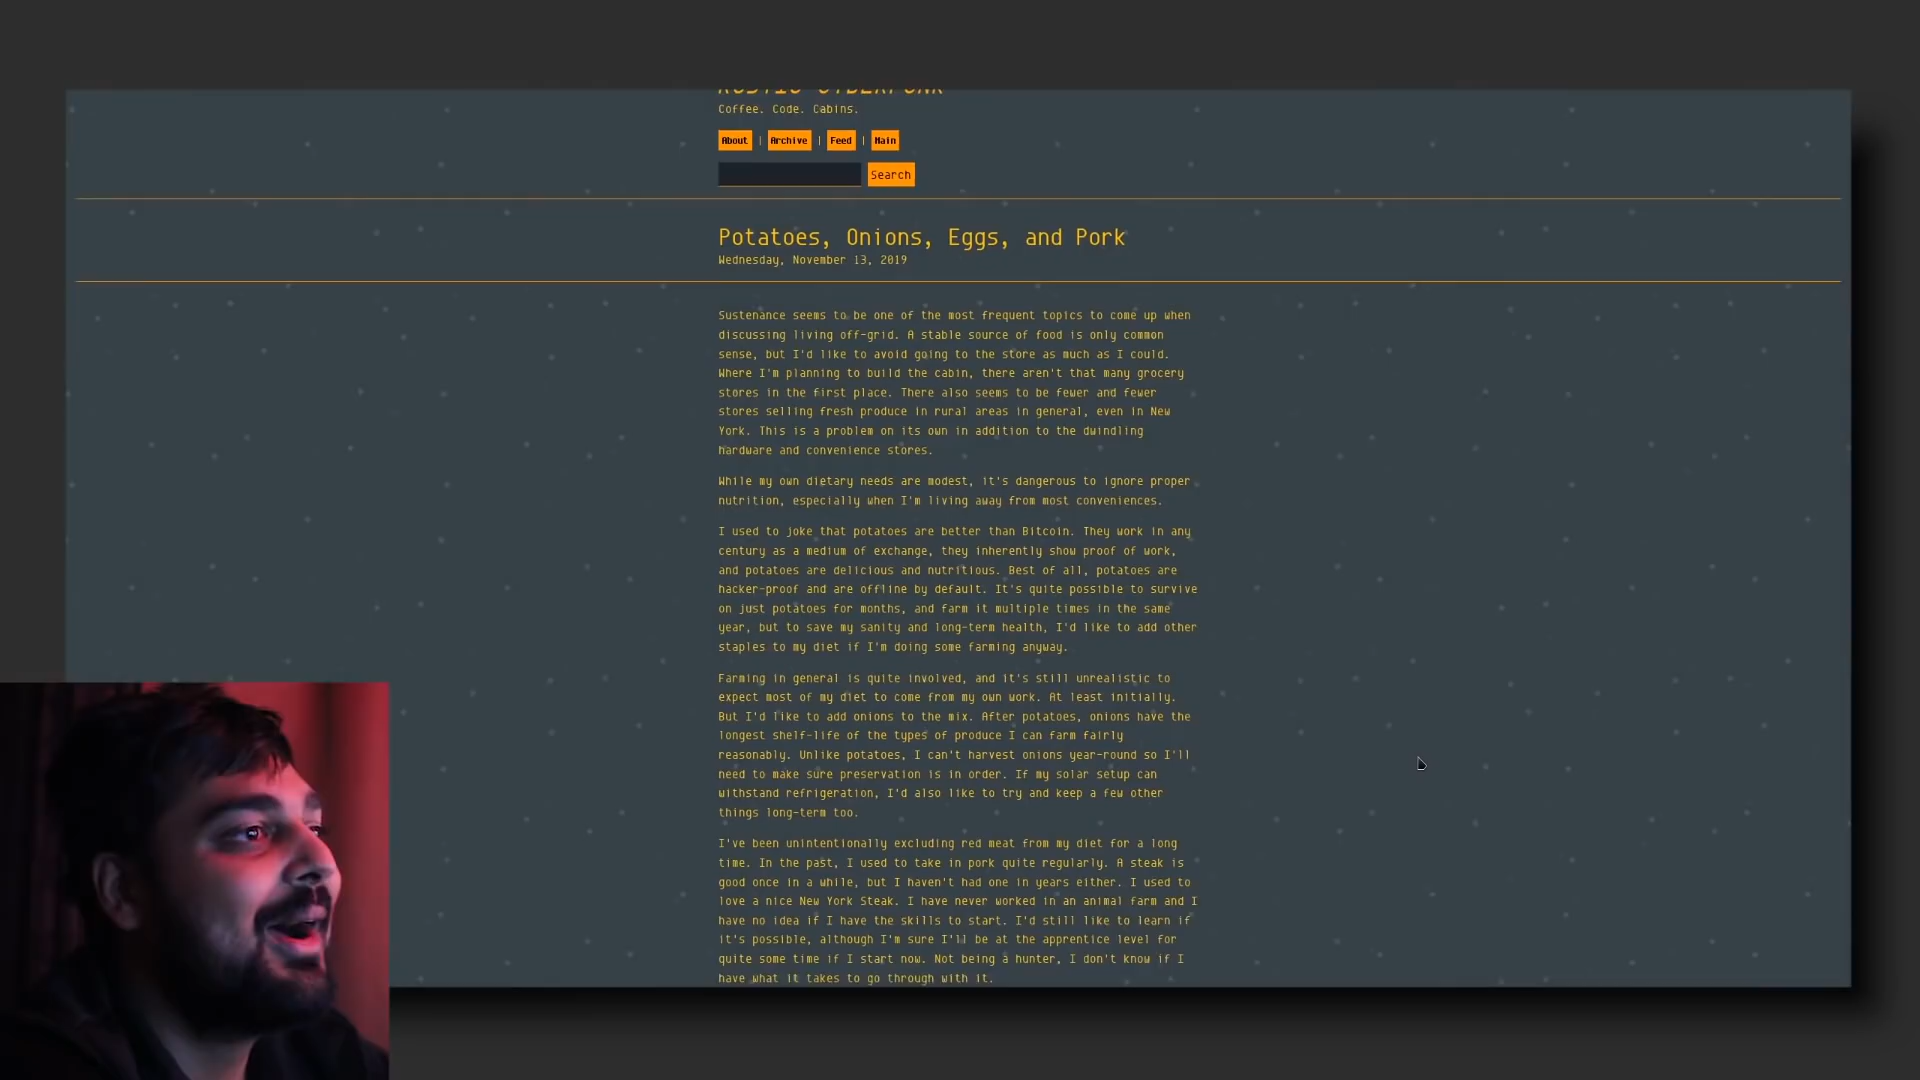 RUSTIC CYBERPUNK
Coffee. Code. Cabins.
About | Archive | Feed | Main
Search
Potatoes, Onions, Eggs, and Pork
Wednesday, November 13, 2019
Sustenance seems to be one of the most frequent topics to come up when
discussing living off-grid. A stable source of food is only common
sense, but I'd like to avoid going to the store as much as I could.
Where I'm planning to build the cabin, there aren't that many grocery
stores in the first place. There also seems to be fewer and fewer
stores selling fresh produce in rural areas in general, even in New
York. This is a problem on its own in addition to the dwindling
hardware and convenience stores.
While my own dietary needs are modest, it's dangerous to ignore proper
nutrition, especially when I'm living away from most conveniences.
I used to joke that potatoes are better than Bitcoin. They work in any
century as a medium of exchange, they inherently show proof of work,
and potatoes are delicious and nutritious. Best of all, potatoes are
hacker-proof and are offline by default. It's quite possible to survive
on just potatoes for months, and farm it multiple times in the same
year, but to save my sanity and long-term health, I'd like to add other
staples to my diet if I'm doing some farming anyway.
Farming in general is quite involved, and it's still unrealistic to
expect most of my diet to come from my own work. At least initially.
But I'd like to add onions to the mix. After potatoes, onions have the
longest shelf-life of the types of produce I can farm fairly
reasonably. Unlike potatoes, I can't harvest onions year-round so I'll
need to make sure preservation is in order. If my solar setup can
withstand refrigeration, I'd also like to try and keep a few other
things long-term too.
I've been unintentionally excluding red meat from my diet for a long
time. In the past, I used to take in pork quite regularly. A steak is
good once in a while, but I haven't had one in years either. I used to
love a nice New York Steak. I have never worked in an animal farm and I
have no idea if I have the skills to start. I'd still like to learn if
it's possible, although I'm sure I'll be at the apprentice level for
quite some time if I start now. Not being a hunter, I don't know if I
have what it takes to go through with it.